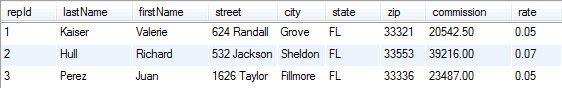 repId lastName firstName street city state zip commission rate
1 Kaiser Valerie 624 Randall Grove FL 33321 20542.50 0.05
2 Hull Richard 532 Jackson Sheldon FL 33553 39216.00 0.07
3 Perez Juan 1626 Taylor Fillmore FL 33336 23487.00 0.05